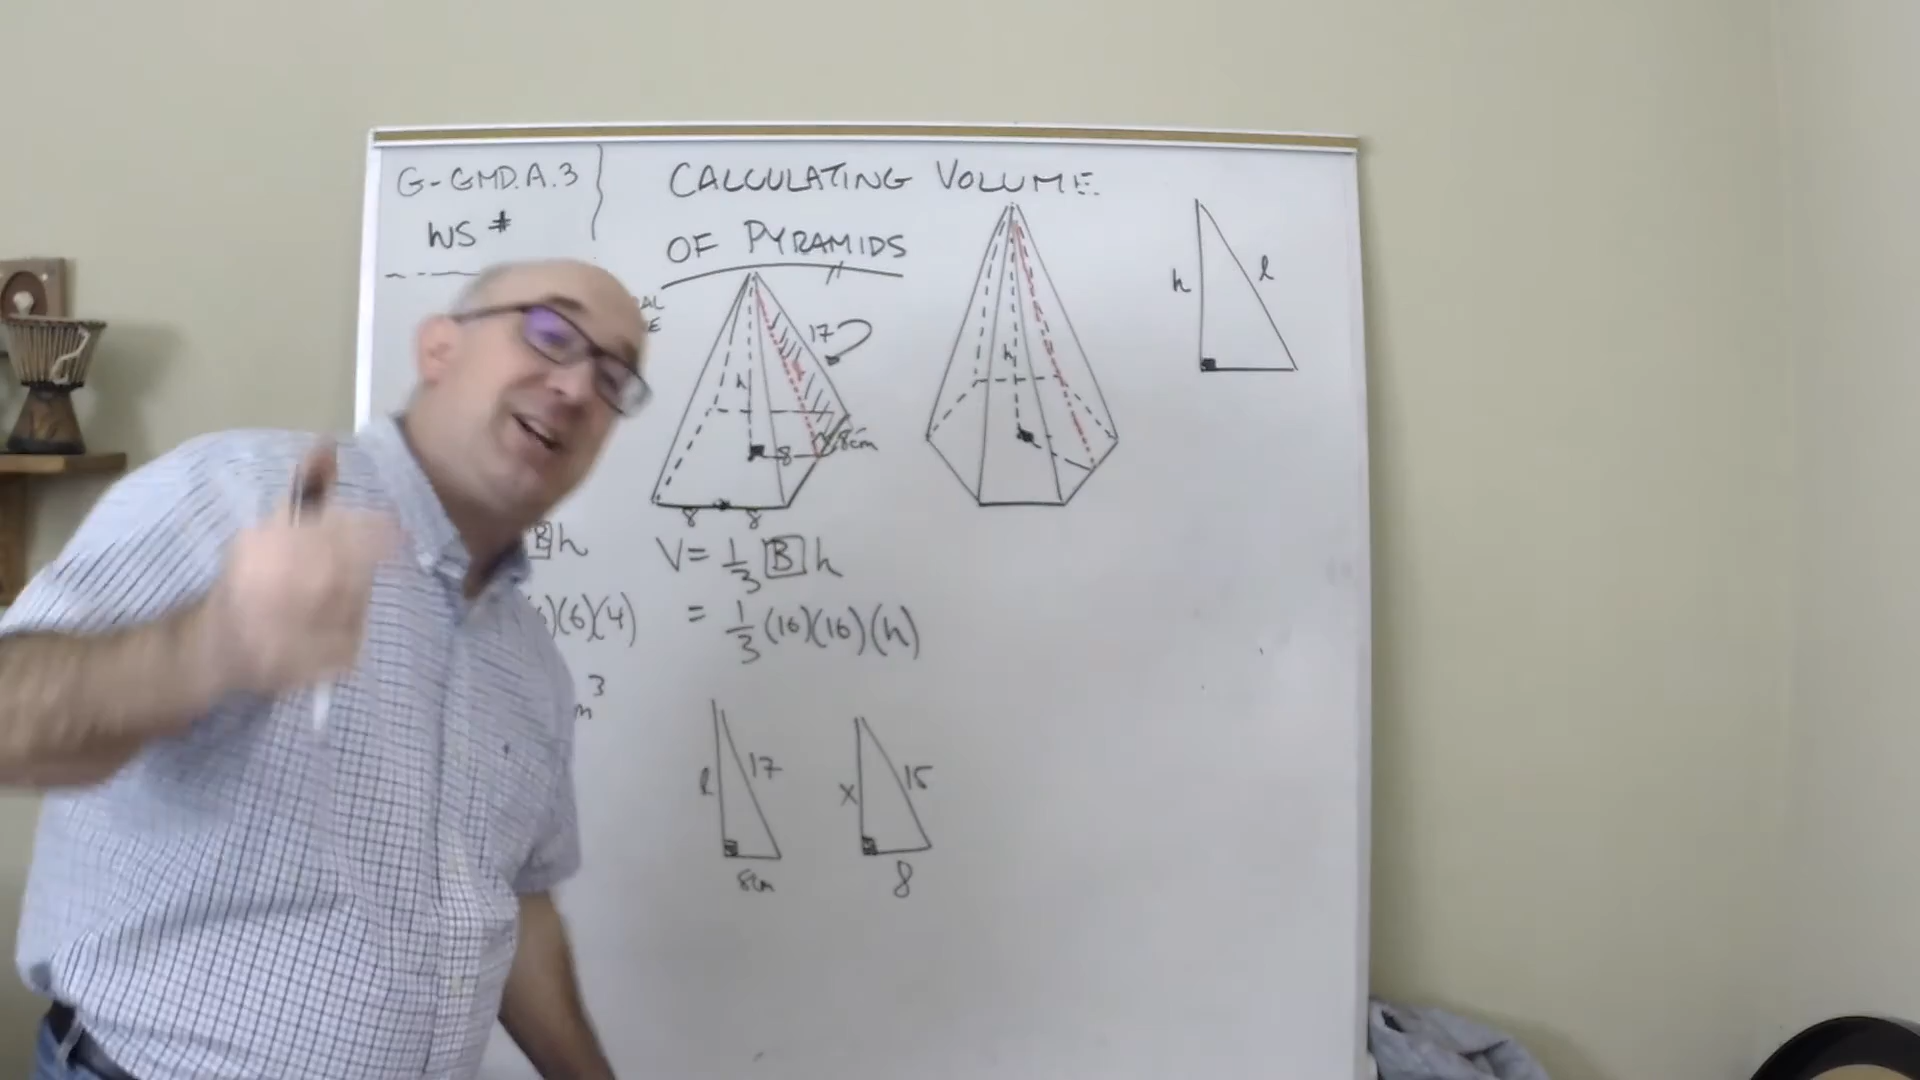 G-GMD.A.3
WS #
CALCULATING VOLUME
OF PYRAMIDS
h
l
17
h
8
8cm
8
8
h
B h
V = 1/3 B h
(6)(4)
= 1/3 (16)(16)(h)
m³
l
17
8cm
x
15
8